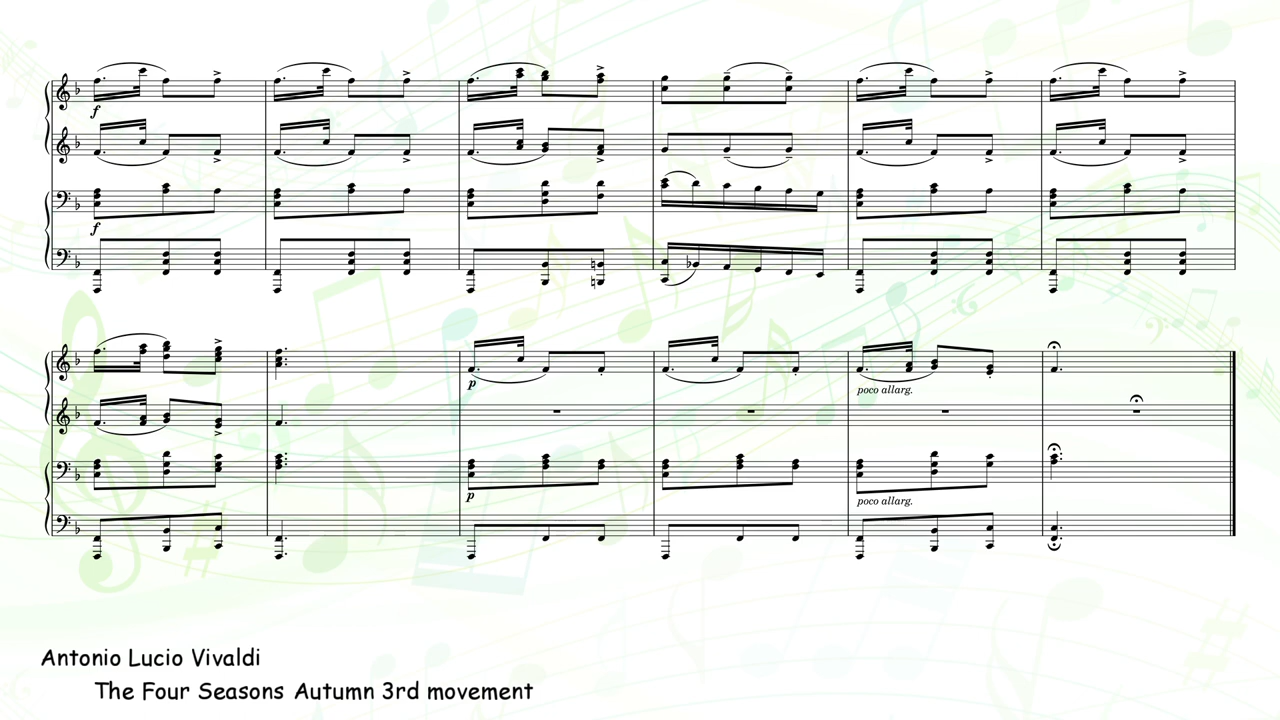 f
f
p
poco allarg.
p
poco allarg.
Antonio Lucio Vivaldi
The Four Seasons Autumn 3rd movement